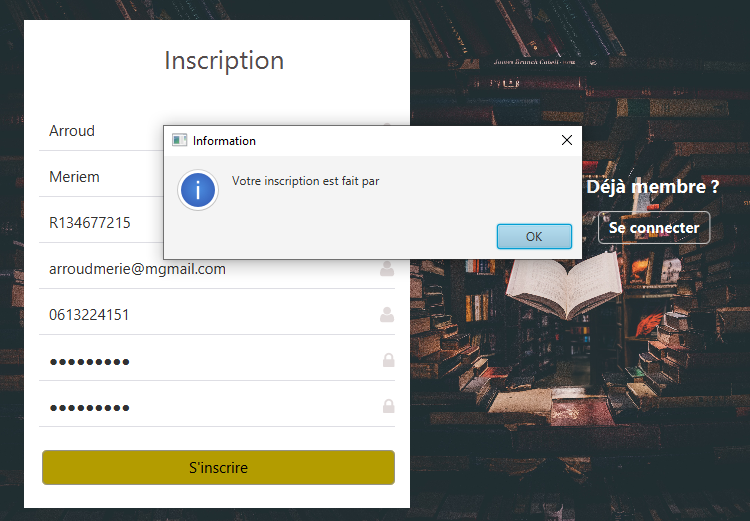 Inscription
Arroud
Meriem
R134677215
arroudmerie@mgmail.com
0613224151
●●●●●●●●●
●●●●●●●●●
S'inscrire
Information
Votre inscription est fait par
OK
Déjà membre ?
Se connecter